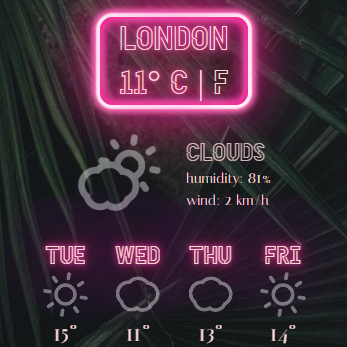 LONDON
11° C | F
CLOUDS
humidity: 81%
wind: 2 km/h
TUE WED THU FRI
15° 11° 13° 14°